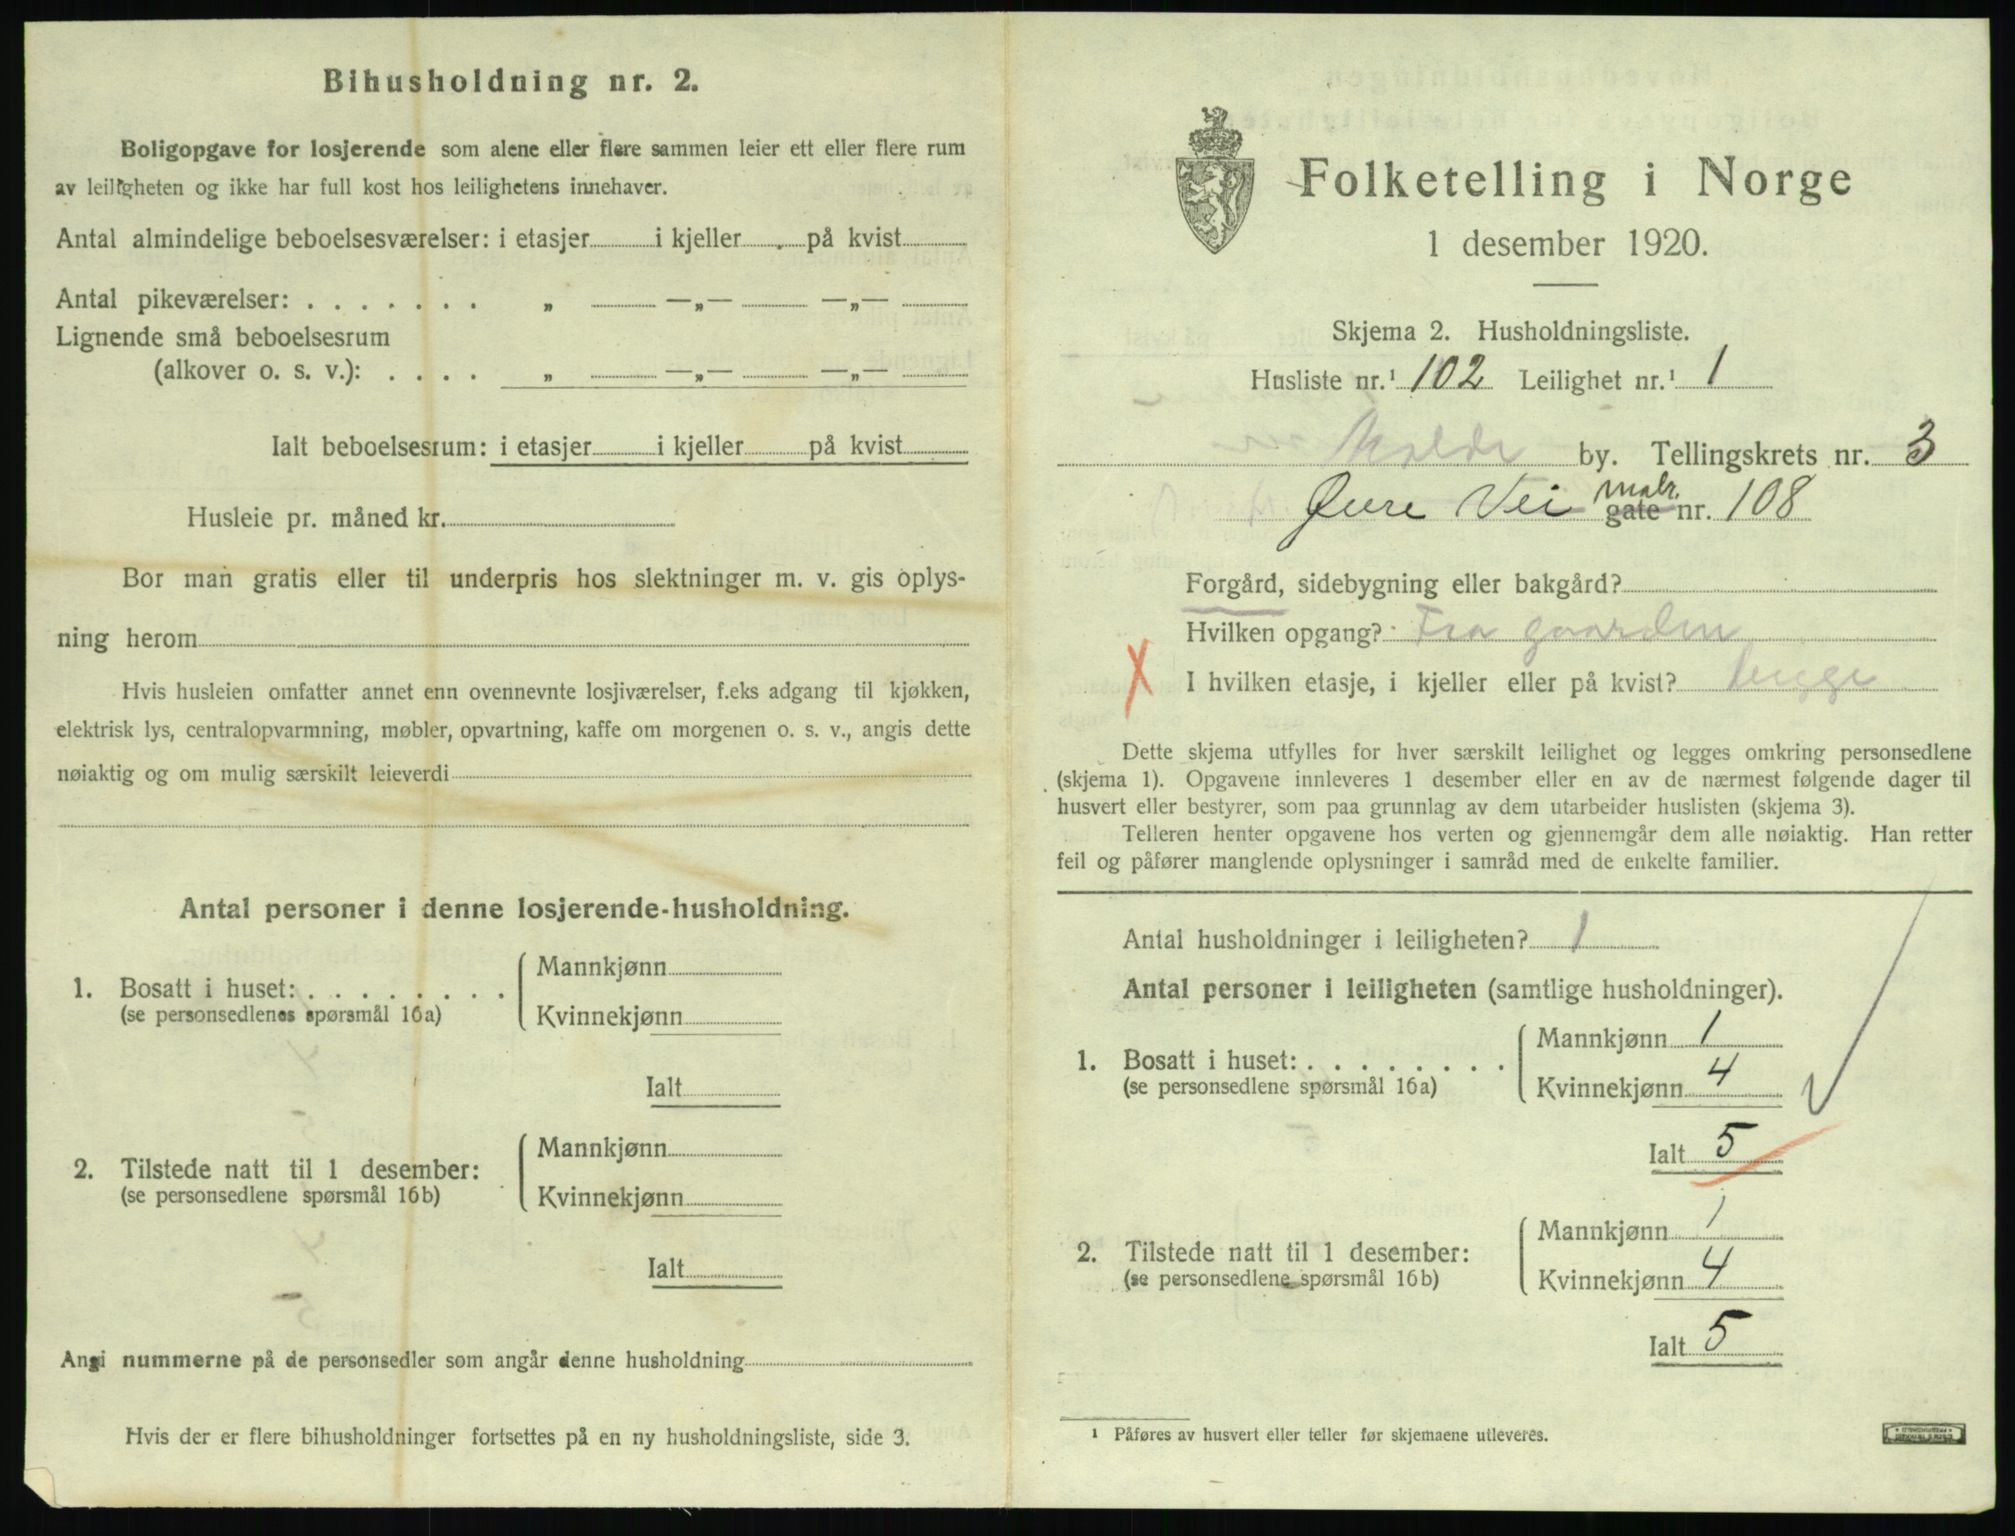 Bihusholdning nr. 2.
Boligopgave for losjerende som alene eller flere sammen leier ett eller flere rum
av leiligheten og ikke har full kost hos leilighetens innehaver.
Antal almindelige beboelsesværelser: i etasjer i kjeller på kvist
Antal pikeværelser: . . . . . . . „ —„— —„—
Lignende små beboelsesrum
(alkover o. s. v.): . . . . „ —„— —„—
Ialt beboelsesrum: i etasjer i kjeller på kvist
Husleie pr. måned kr.
Bor man gratis eller til underpris hos slektninger m. v. gis oplys-
ning herom
Hvis husleien omfatter annet enn ovennevnte losjiværelser, f.eks adgang til kjøkken,
elektrisk lys, centralopvarmning, møbler, opvartning, kaffe om morgenen o. s. v., angis dette
nøiaktig og om mulig særskilt leieverdi
Antal personer i denne losjerende-husholdning.
1. Bosatt i huset: . . . . . . . . Mannkjønn
(se personsedlenes spørsmål 16a) Kvinnekjønn
Ialt
2. Tilstede natt til 1 desember: Mannkjønn
(se personsedlene spørsmål 16b) Kvinnekjønn
Ialt
Angi nummerne på de personsedler som angår denne husholdning
Hvis der er flere bihusholdninger fortsettes på en ny husholdningsliste, side 3.
Folketelling i Norge
1 desember 1920.
Skjema 2. Husholdningsliste.
Husliste nr.¹ 102 Leilighet nr.¹ 1
Molde by. Tellingskrets nr. 3
Øvre Vei matr. gate nr. 108
Forgård, sidebygning eller bakgård?
Hvilken opgang? Fra gaarden
I hvilken etasje, i kjeller eller på kvist? begge
Dette skjema utfylles for hver særskilt leilighet og legges omkring personsedlene
(skjema 1). Opgavene innleveres 1 desember eller en av de nærmest følgende dager til
husvert eller bestyrer, som paa grunnlag av dem utarbeider huslisten (skjema 3).
Telleren henter opgavene hos verten og gjennemgår dem alle nøiaktig. Han retter
feil og påfører manglende oplysninger i samråd med de enkelte familier.
Antal husholdninger i leiligheten? 1
Antal personer i leiligheten (samtlige husholdninger).
1. Bosatt i huset: . . . . . . . . Mannkjønn 1
(se personsedlene spørsmål 16a) Kvinnekjønn 4
Ialt 5
2. Tilstede natt til 1 desember: Mannkjønn 1
(se personsedlene spørsmål 16b) Kvinnekjønn 4
Ialt 5
¹ Påføres av husvert eller teller før skjemaene utleveres.